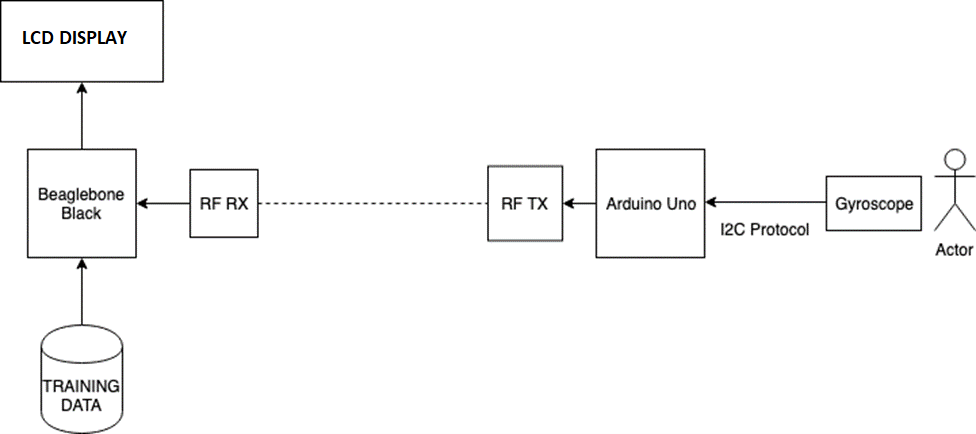 LCD DISPLAY
Beaglebone
Black
RF RX
RF TX
Arduino Uno
I2C Protocol
Gyroscope
Actor
TRAINING
DATA